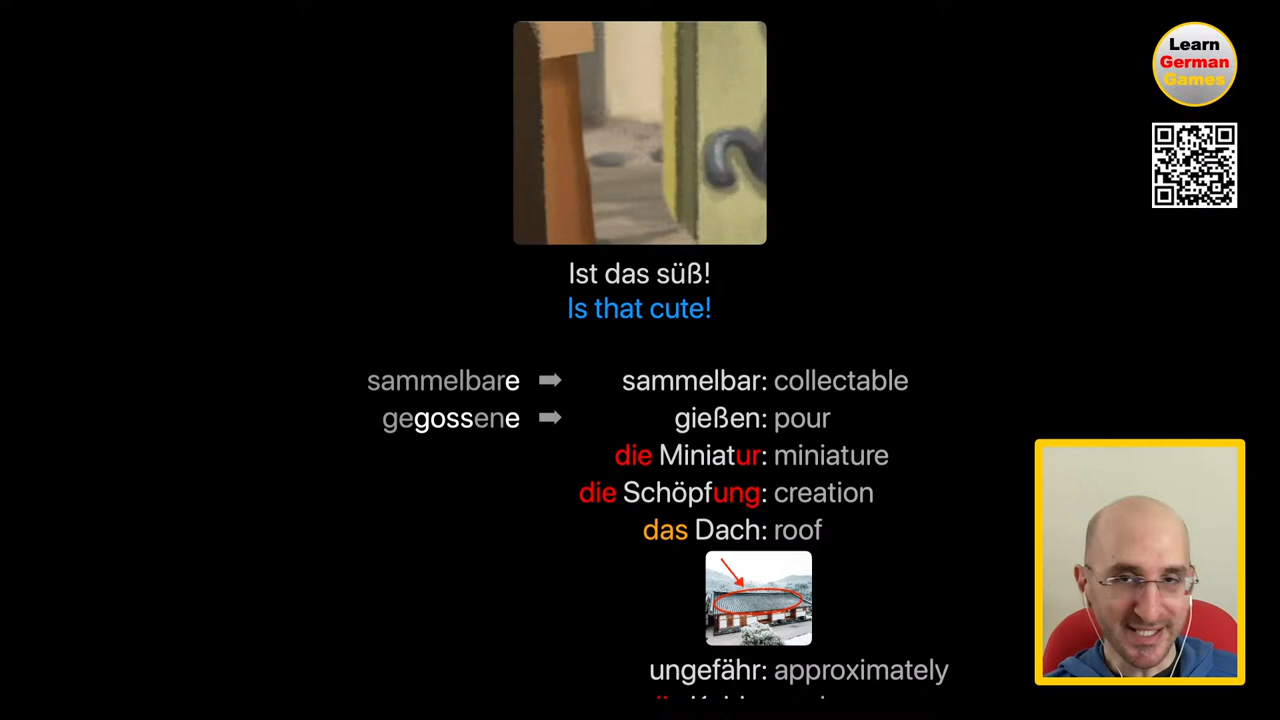 Learn
German
Games
Ist das süß!
Is that cute!
sammelbare ➡ sammelbar: collectable
gegossene ➡ gießen: pour
die Miniatur: miniature
die Schöpfung: creation
das Dach: roof
ungefähr: approximately